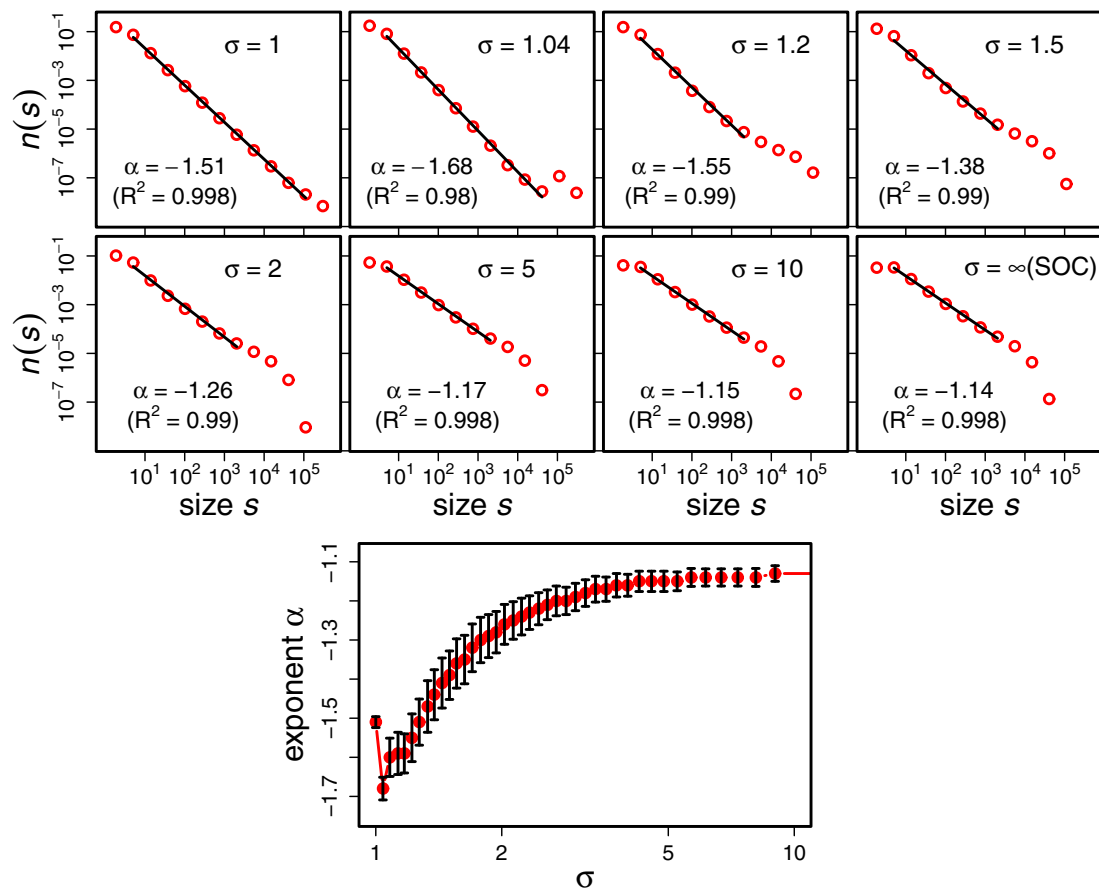 10⁻¹ 10⁻³ 10⁻⁵ 10⁻⁷
n(s)
σ = 1
α = −1.51
(R² = 0.998)
σ = 1.04
α = −1.68
(R² = 0.98)
σ = 1.2
α = −1.55
(R² = 0.99)
σ = 1.5
α = −1.38
(R² = 0.99)
10⁻¹ 10⁻³ 10⁻⁵ 10⁻⁷
n(s)
σ = 2
α = −1.26
(R² = 0.99)
σ = 5
α = −1.17
(R² = 0.998)
σ = 10
α = −1.15
(R² = 0.998)
σ = ∞(SOC)
α = −1.14
(R² = 0.998)
10¹ 10² 10³ 10⁴ 10⁵ 10¹ 10² 10³ 10⁴ 10⁵ 10¹ 10² 10³ 10⁴ 10⁵ 10¹ 10² 10³ 10⁴ 10⁵
size s size s size s size s
−1.1
−1.3
−1.5
−1.7
exponent α
1 2 5 10
σ